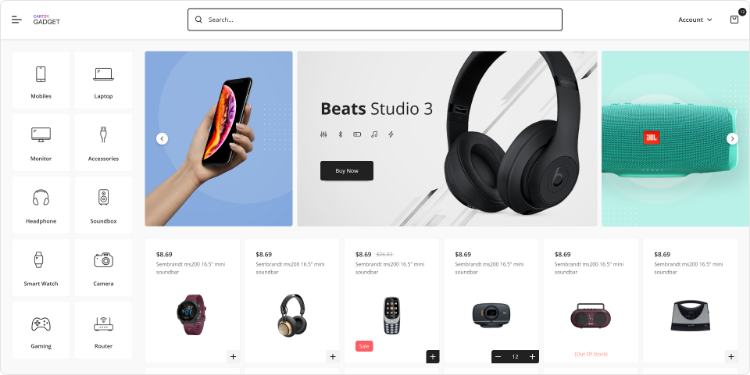 CARTSY
GADGET
Search...
Account
Mobiles
Laptop
Monitor
Accessories
Headphone
Soundbox
Smart Watch
Camera
Gaming
Router
Beats Studio 3
Buy Now
JBL
$8.69
Sembrandt ms200 16.5" mini
soundbar
$8.69
Sembrandt ms200 16.5" mini
soundbar
$8.69
Sembrandt ms200 16.5" mini
soundbar
Sale
$8.69
Sembrandt ms200 16.5" mini
soundbar
12
$8.69
Sembrandt ms200 16.5" mini
soundbar
(Out Of Stock)
$8.69
Sembrandt ms200 16.5" mini
soundbar